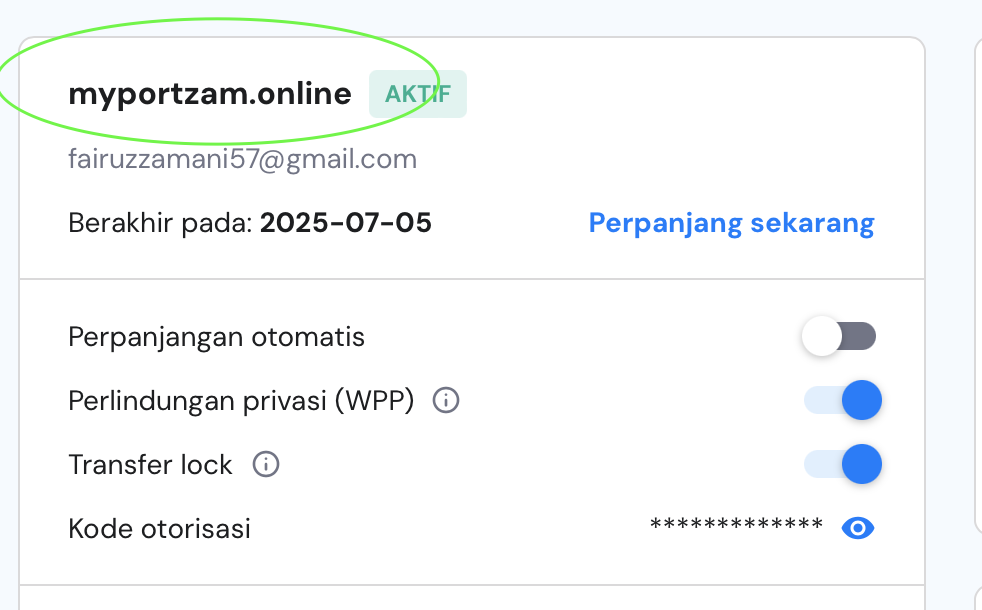 myportzam.online AKTIF
fairuzzamani57@gmail.com
Berakhir pada: 2025-07-05 Perpanjang sekarang
Perpanjangan otomatis
Perlindungan privasi (WPP)
Transfer lock
Kode otorisasi *************